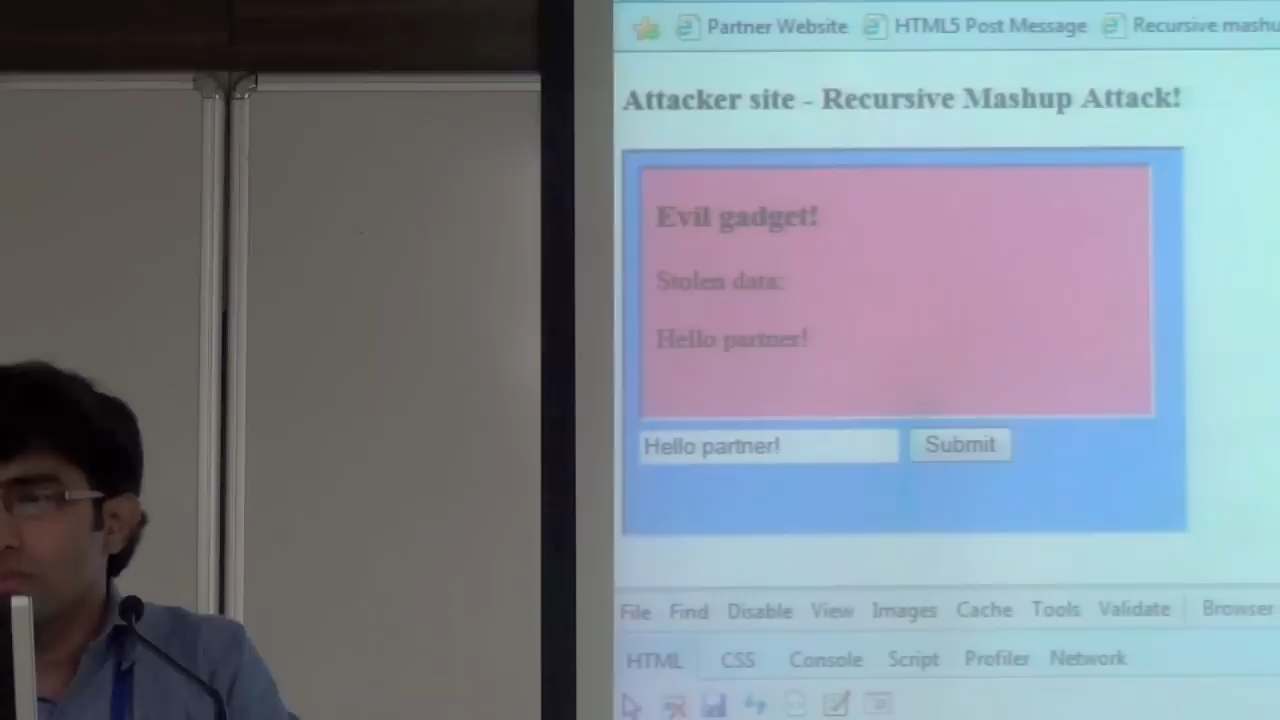 Partner Website HTML5 Post Message Recursive mashu
Attacker site - Recursive Mashup Attack!
Evil gadget!
Stolen data:
Hello partner!
Hello partner! Submit
File Find Disable View Images Cache Tools Validate Browser
HTML CSS Console Script Profiler Network